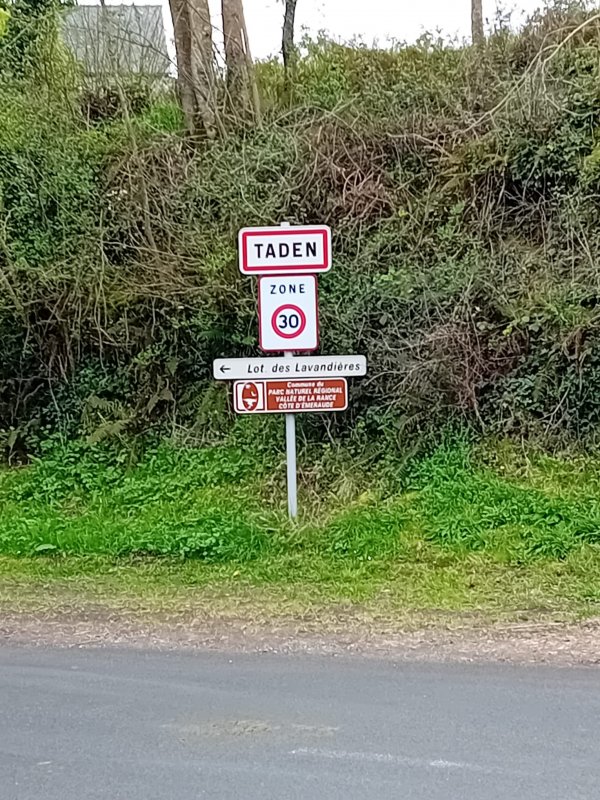 TADEN
ZONE
30
Lot. des Lavandières
Commune du
PARC NATUREL RÉGIONAL
VALLÉE DE LA RANCE
CÔTE D'ÉMERAUDE